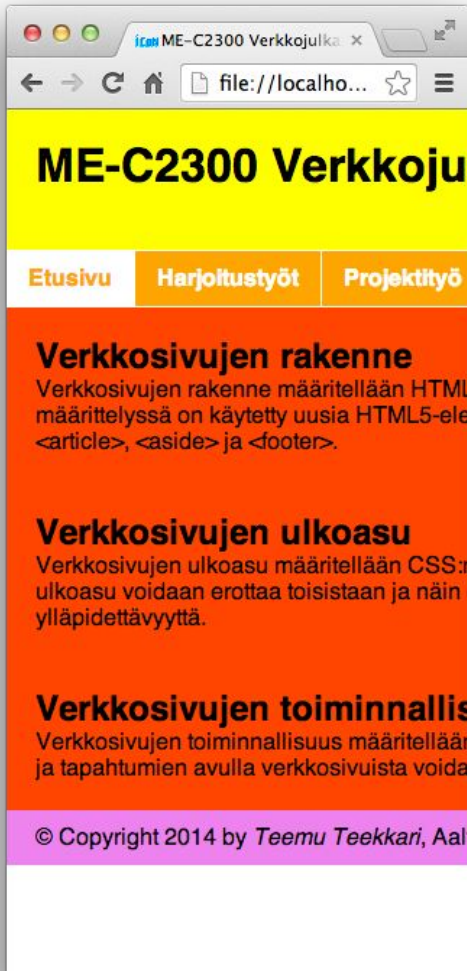 iCON ME-C2300 Verkkojulka
file://localho...
ME-C2300 Verkkoju
Etusivu Harjoitustyöt Projektityö
Verkkosivujen rakenne
Verkkosivujen rakenne määritellään HTML
määrittelyssä on käytetty uusia HTML5-ele
<article>, <aside> ja <footer>.
Verkkosivujen ulkoasu
Verkkosivujen ulkoasu määritellään CSS:r
ulkoasu voidaan erottaa toisistaan ja näin
ylläpidettävyyttä.
Verkkosivujen toiminnallis
Verkkosivujen toiminnallisuus määritellään
ja tapahtumien avulla verkkosivuista voida
© Copyright 2014 by Teemu Teekkari, Aal